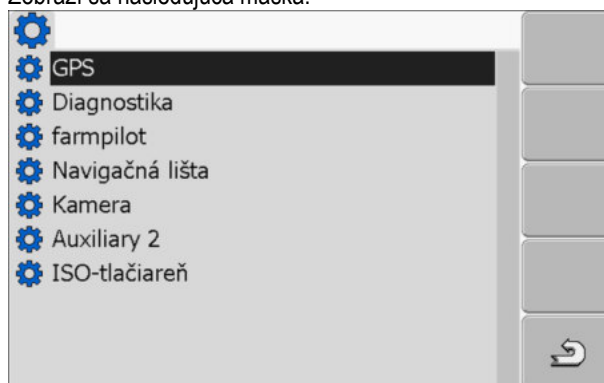 Zobrazí sa nasledujúca maska:
GPS
Diagnostika
farmpilot
Navigačná lišta
Kamera
Auxiliary 2
ISO-tlačiareň